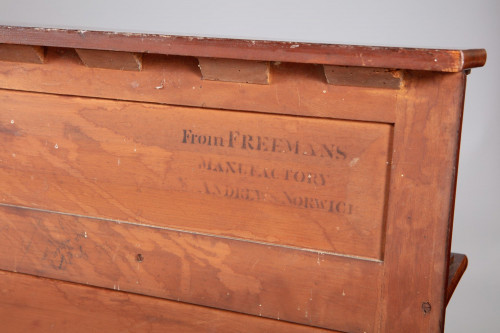 From FREEMANS
MANUFACTORY
ANDREWS NORWICH